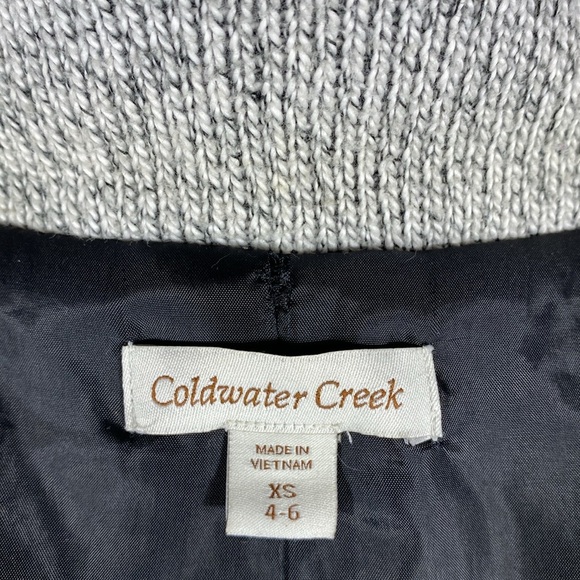 Coldwater Creek
MADE IN
VIETNAM
XS
4-6